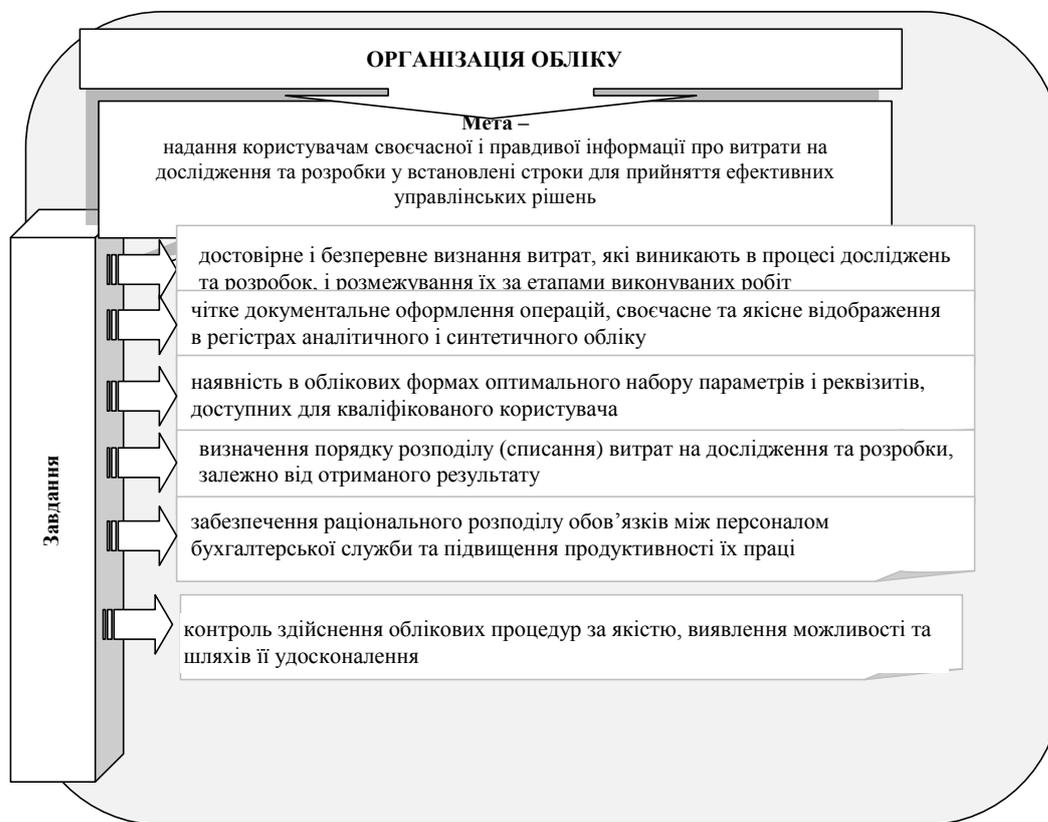 ОРГАНІЗАЦІЯ ОБЛІКУ
Мета –
надання користувачам своєчасної і правдивої інформації про витрати на
дослідження та розробки у встановлені строки для прийняття ефективних
управлінських рішень
Завдання
достовірне і безперевне визнання витрат, які виникають в процесі досліджень
та розробок, і розмежування їх за етапами виконуваних робіт
чітке документальне оформлення операцій, своєчасне та якісне відображення
в регістрах аналітичного і синтетичного обліку
наявність в облікових формах оптимального набору параметрів і реквізитів,
доступних для кваліфікованого користувача
визначення порядку розподілу (списання) витрат на дослідження та розробки,
залежно від отриманого результату
забезпечення раціонального розподілу обов’язків між персоналом
бухгалтерської служби та підвищення продуктивності їх праці
контроль здійснення облікових процедур за якістю, виявлення можливості та
шляхів її удосконалення